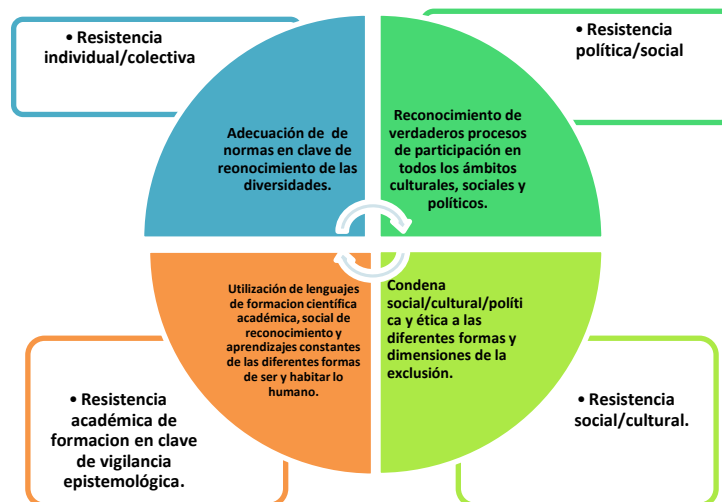 • Resistencia
individual/colectiva
• Resistencia
política/social
Adecuación de de
normas en clave de
reonocimiento de las
diversidades.
Reconocimiento de
verdaderos procesos
de participación en
todos los ámbitos
culturales, sociales y
políticos.
Utilización de lenguajes
de formacion científica
académica, social de
reconocimiento y
aprendizajes constantes
de las diferentes formas
de ser y habitar lo
humano.
Condena
social/cultural/políti
ca y ética a las
diferentes formas y
dimensiones de la
exclusión.
• Resistencia
académica de
formacion en clave
de vigilancia
epistemológica.
• Resistencia
social/cultural.